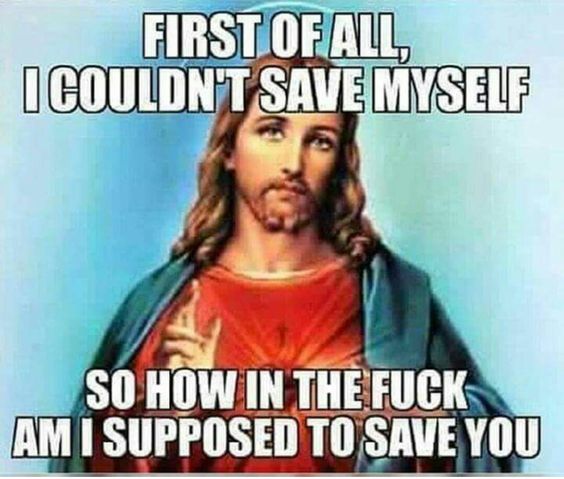 FIRST OF ALL,
I COULDN'T SAVE MYSELF
SO HOW IN THE FUCK
AM I SUPPOSED TO SAVE YOU